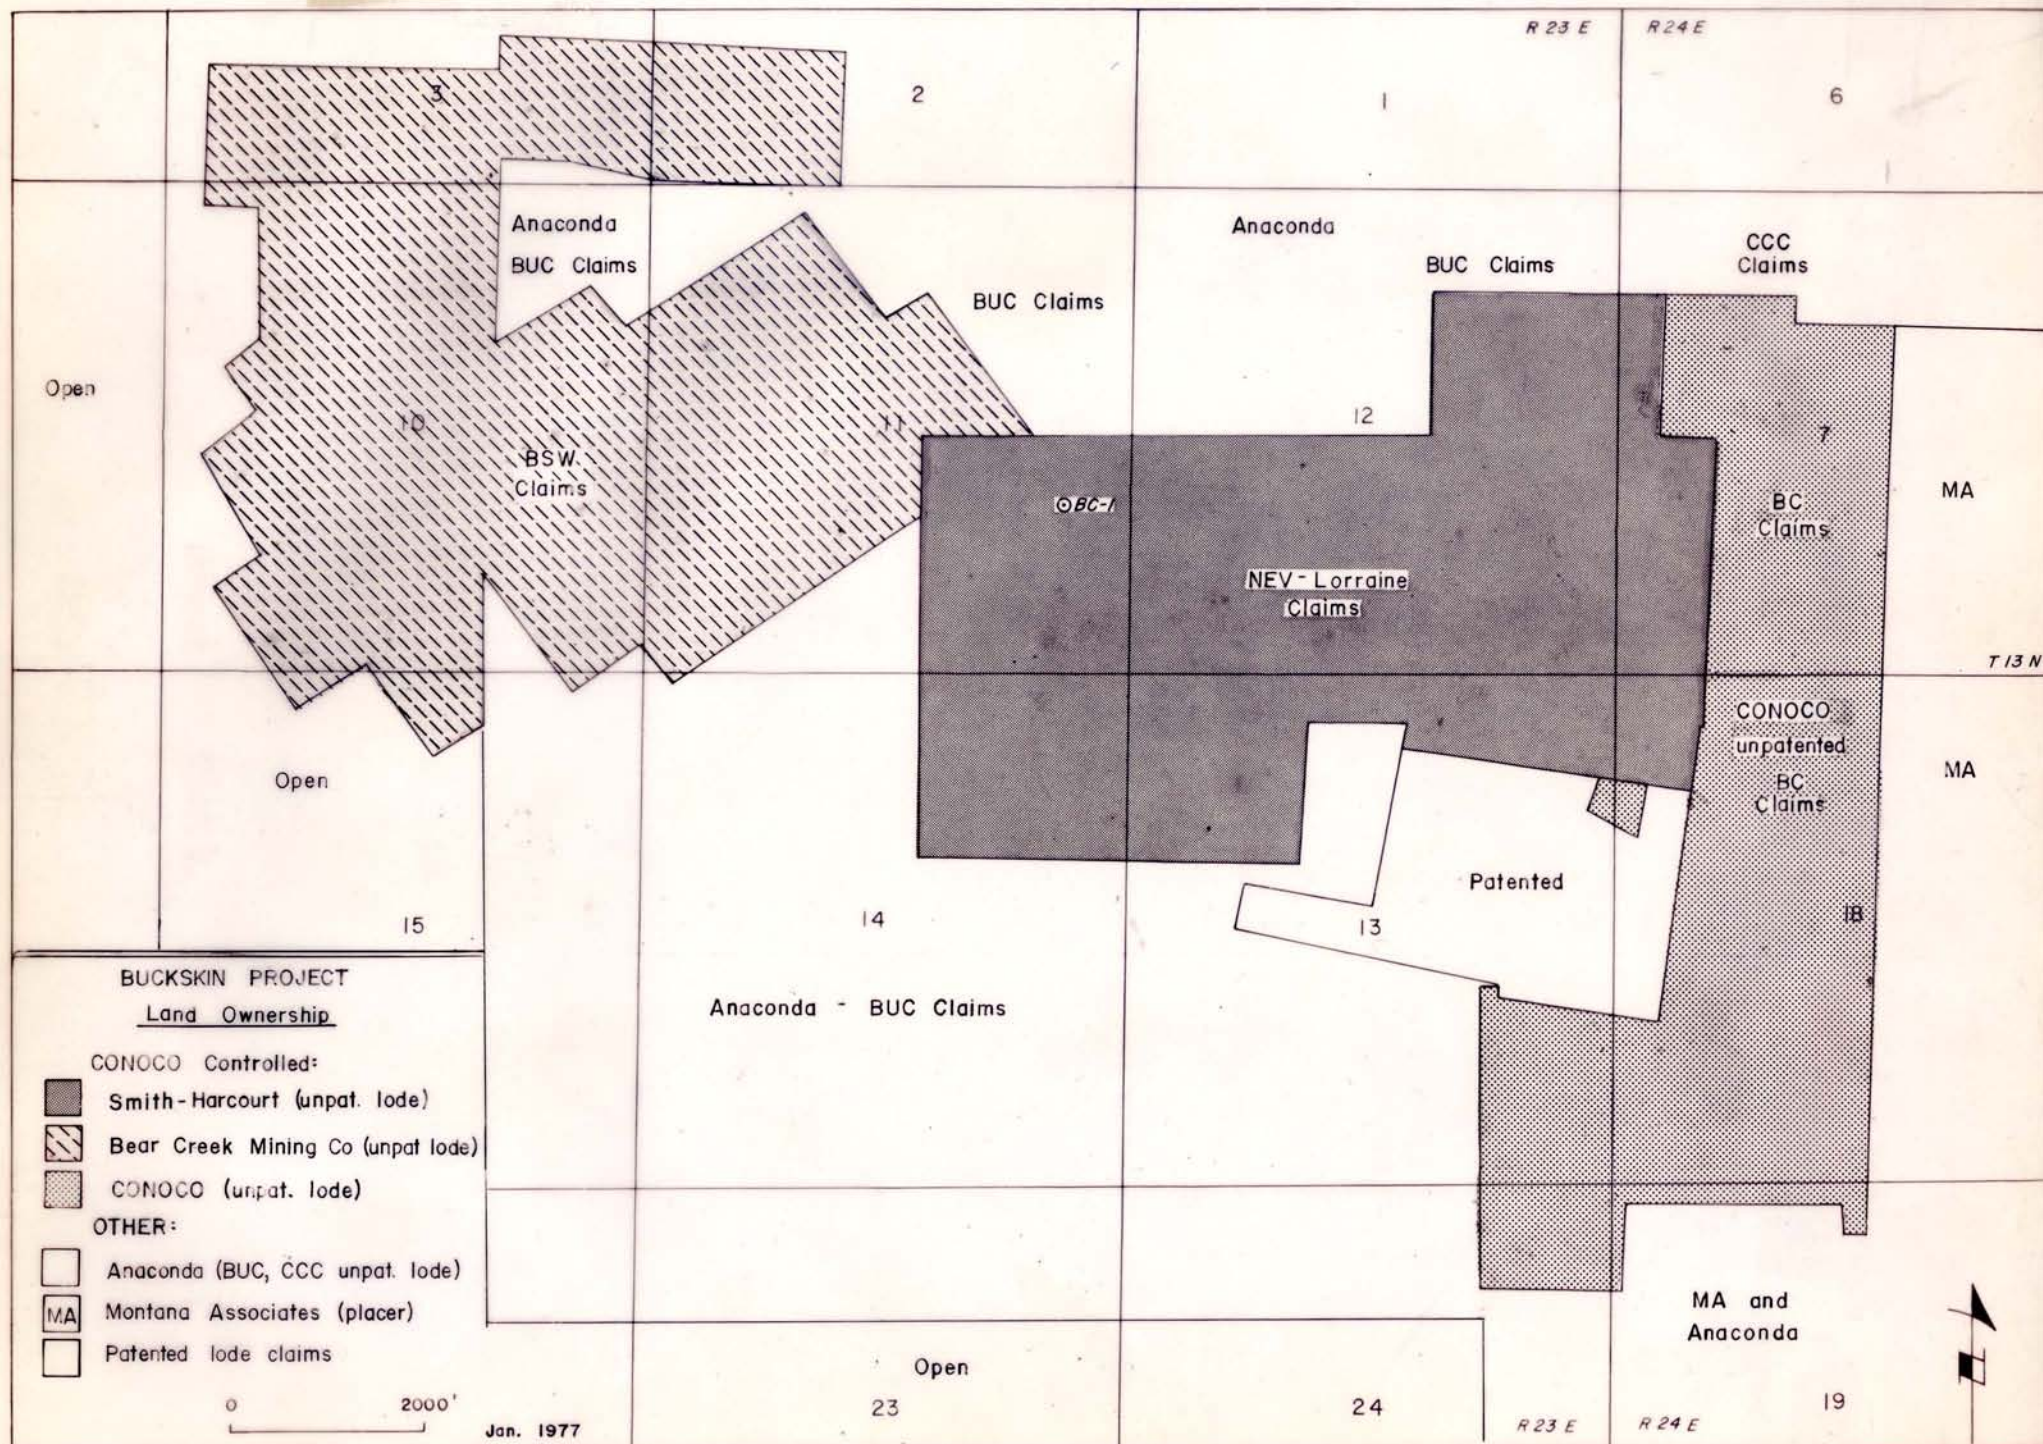 R 23 E
R 24 E
3
2
1
6
Anaconda
BUC Claims
Anaconda
BUC Claims
CCC
Claims
BUC Claims
Open
10
11
12
7
BSW
Claims
BC-1
BC
Claims
MA
NEV-Lorraine
Claims
T 13 N
CONOCO
unpatented
BC
Claims
MA
Open
Patented
15
14
13
18
Anaconda - BUC Claims
BUCKSKIN PROJECT
Land Ownership
CONOCO Controlled:
Smith-Harcourt (unpat. lode)
Bear Creek Mining Co (unpat lode)
CONOCO (unpat. lode)
OTHER:
Anaconda (BUC, CCC unpat. lode)
MA Montana Associates (placer)
Patented lode claims
0 2000'
Jan. 1977
MA and
Anaconda
Open
23
24
19
R 23 E
R 24 E